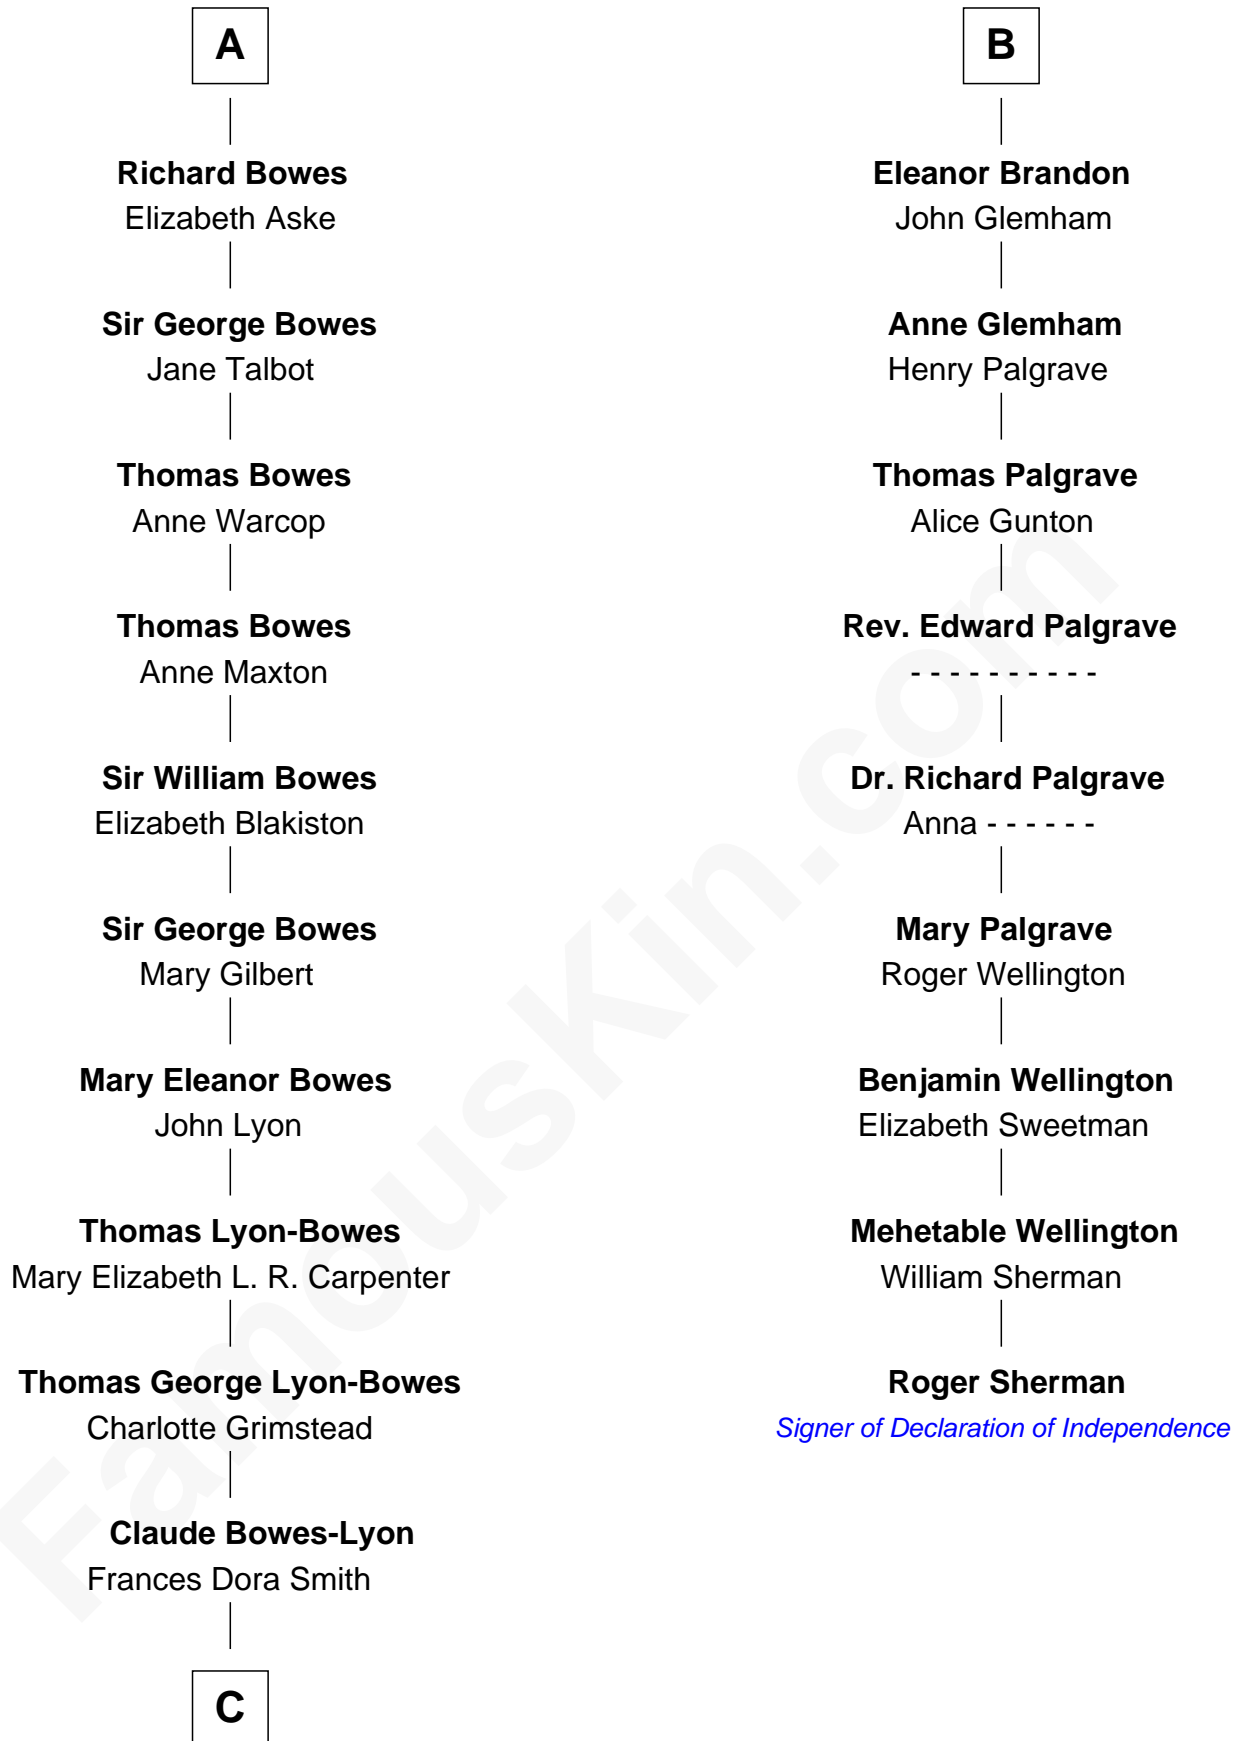 A
Richard Bowes
Elizabeth Aske
Sir George Bowes
Jane Talbot
Thomas Bowes
Anne Warcop
Thomas Bowes
Anne Maxton
Sir William Bowes
Elizabeth Blakiston
Sir George Bowes
Mary Gilbert
Mary Eleanor Bowes
John Lyon
Thomas Lyon-Bowes
Mary Elizabeth L. R. Carpenter
Thomas George Lyon-Bowes
Charlotte Grimstead
Claude Bowes-Lyon
Frances Dora Smith
C
B
Eleanor Brandon
John Glemham
Anne Glemham
Henry Palgrave
Thomas Palgrave
Alice Gunton
Rev. Edward Palgrave
- - - - - - - - - -
Dr. Richard Palgrave
Anna - - - - - -
Mary Palgrave
Roger Wellington
Benjamin Wellington
Elizabeth Sweetman
Mehetable Wellington
William Sherman
Roger Sherman
Signer of Declaration of Independence
FamousKin.com